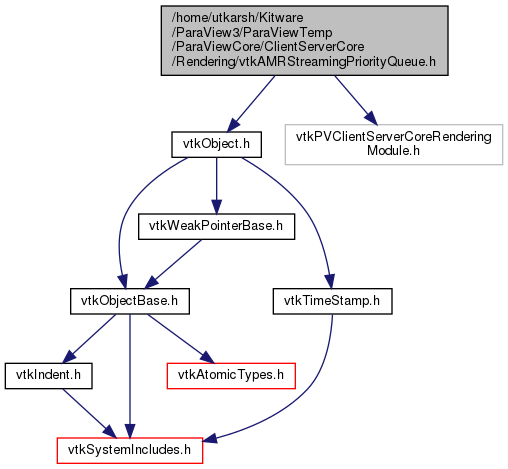 /home/utkarsh/Kitware
/ParaView3/ParaViewTemp
/ParaViewCore/ClientServerCore
/Rendering/vtkAMRStreamingPriorityQueue.h
vtkObject.h
vtkPVClientServerCoreRendering
Module.h
vtkWeakPointerBase.h
vtkObjectBase.h
vtkTimeStamp.h
vtkIndent.h
vtkAtomicTypes.h
vtkSystemIncludes.h